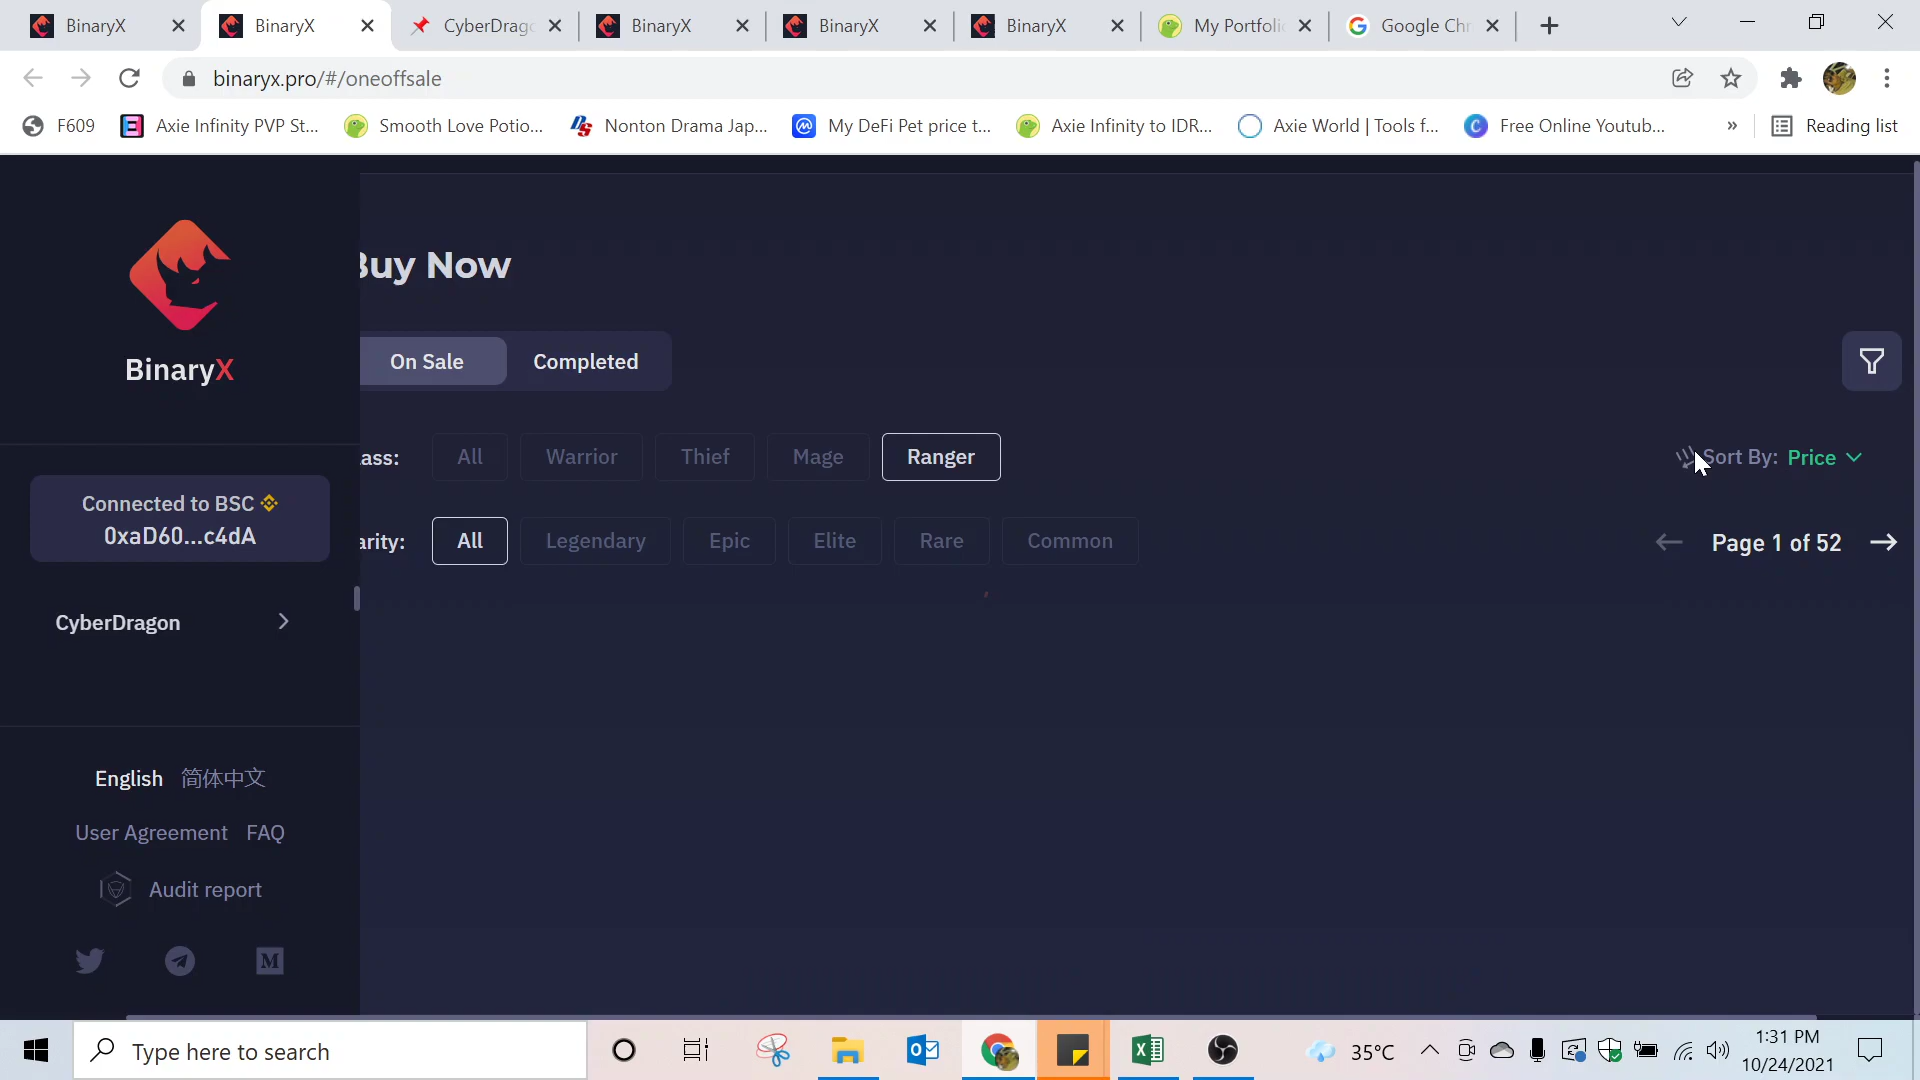 BinaryX
BinaryX
CyberDrago
BinaryX
BinaryX
BinaryX
My Portfolio
Google Chr
binaryx.pro/#/oneoffsale
F609
Axie Infinity PVP St...
Smooth Love Potio...
Nonton Drama Jap...
My DeFi Pet price t...
Axie Infinity to IDR...
Axie World | Tools f...
Free Online Youtub...
»
Reading list
BinaryX
Connected to BSC
0xaD60...c4dA
CyberDragon
English 简体中文
User Agreement FAQ
Audit report
Buy Now
On Sale Completed
ass: All Warrior Thief Mage Ranger
Sort By: Price
arity: All Legendary Epic Elite Rare Common
Page 1 of 52
Type here to search
35°C
1:31 PM
10/24/2021